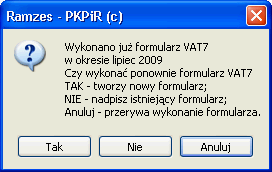 Ramzes - PKPiR (c)
Wykonano już formularz VAT7
w okresie lipiec 2009
Czy wykonać ponownie formularz VAT7
TAK - tworzy nowy formularz;
NIE - nadpisz istniejący formularz;
Anuluj - przerywa wykonanie formularza.
Tak Nie Anuluj